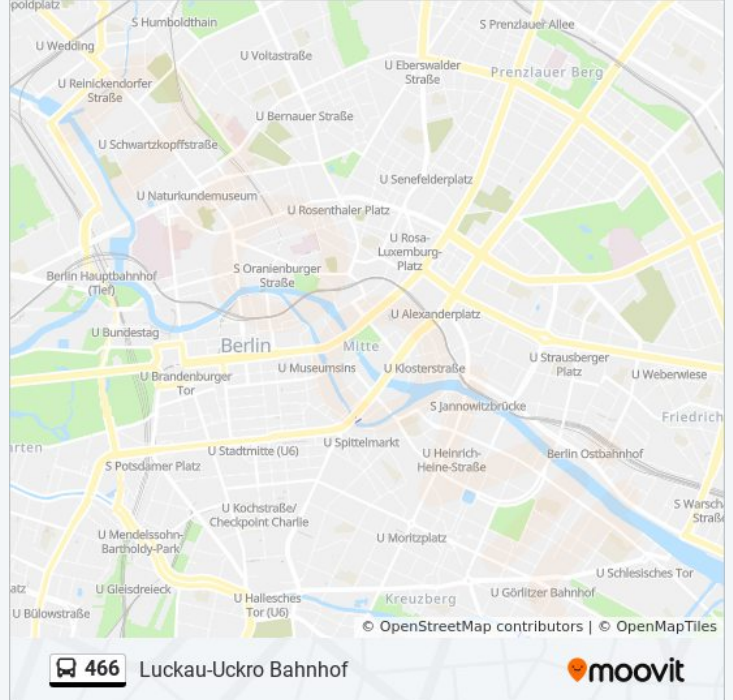 poldplatz
S Humboldthain
S Prenzlauer Allee
U Wedding
U Voltastraße
U Eberswalder
Straße
Prenzlauer Berg
U Reinickendorfer
Straße
U Bernauer Straße
U Schwartzkopffstraße
U Senefelderplatz
U Naturkundemuseum
U Rosenthaler Platz
U Rosa-
Luxemburg-
Platz
Berlin Hauptbahnhof
(Tief)
S Oranienburger
Straße
U Alexanderplatz
U Bundestag
Berlin
Mitte
U Museumsins
U Klosterstraße
U Strausberger
Platz
U Weberwiese
U Brandenburger
Tor
S Jannowitzbrücke
Friedrich
arten
U Stadtmitte (U6)
U Spittelmarkt
U Heinrich-
Heine-Straße
Berlin Ostbahnhof
S Potsdamer Platz
S Warsch
Straße
U Kochstraße/
Checkpoint Charlie
U Mendelssohn-
Bartholdy-Park
U Moritzplatz
U Schlesisches Tor
atz
U Gleisdreieck
U Hallesches
Tor (U6)
Kreuzberg
U Görlitzer Bahnhof
U Bülowstraße
© OpenStreetMap contributors | © OpenMapTiles
466 Luckau-Uckro Bahnhof
moovit